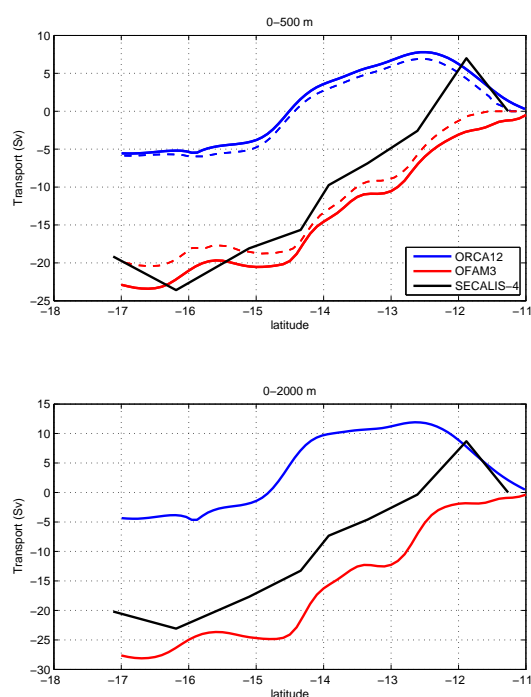 0−500 m
10
5
0
−5
−10
−15
−20
−25
Transport (Sv)
ORCA12
OFAM3
SECALIS−4
−18 −17 −16 −15 −14 −13 −12 −11
latitude
0−2000 m
15
10
5
0
−5
−10
−15
−20
−25
−30
Transport (Sv)
−18 −17 −16 −15 −14 −13 −12 −11
latitude